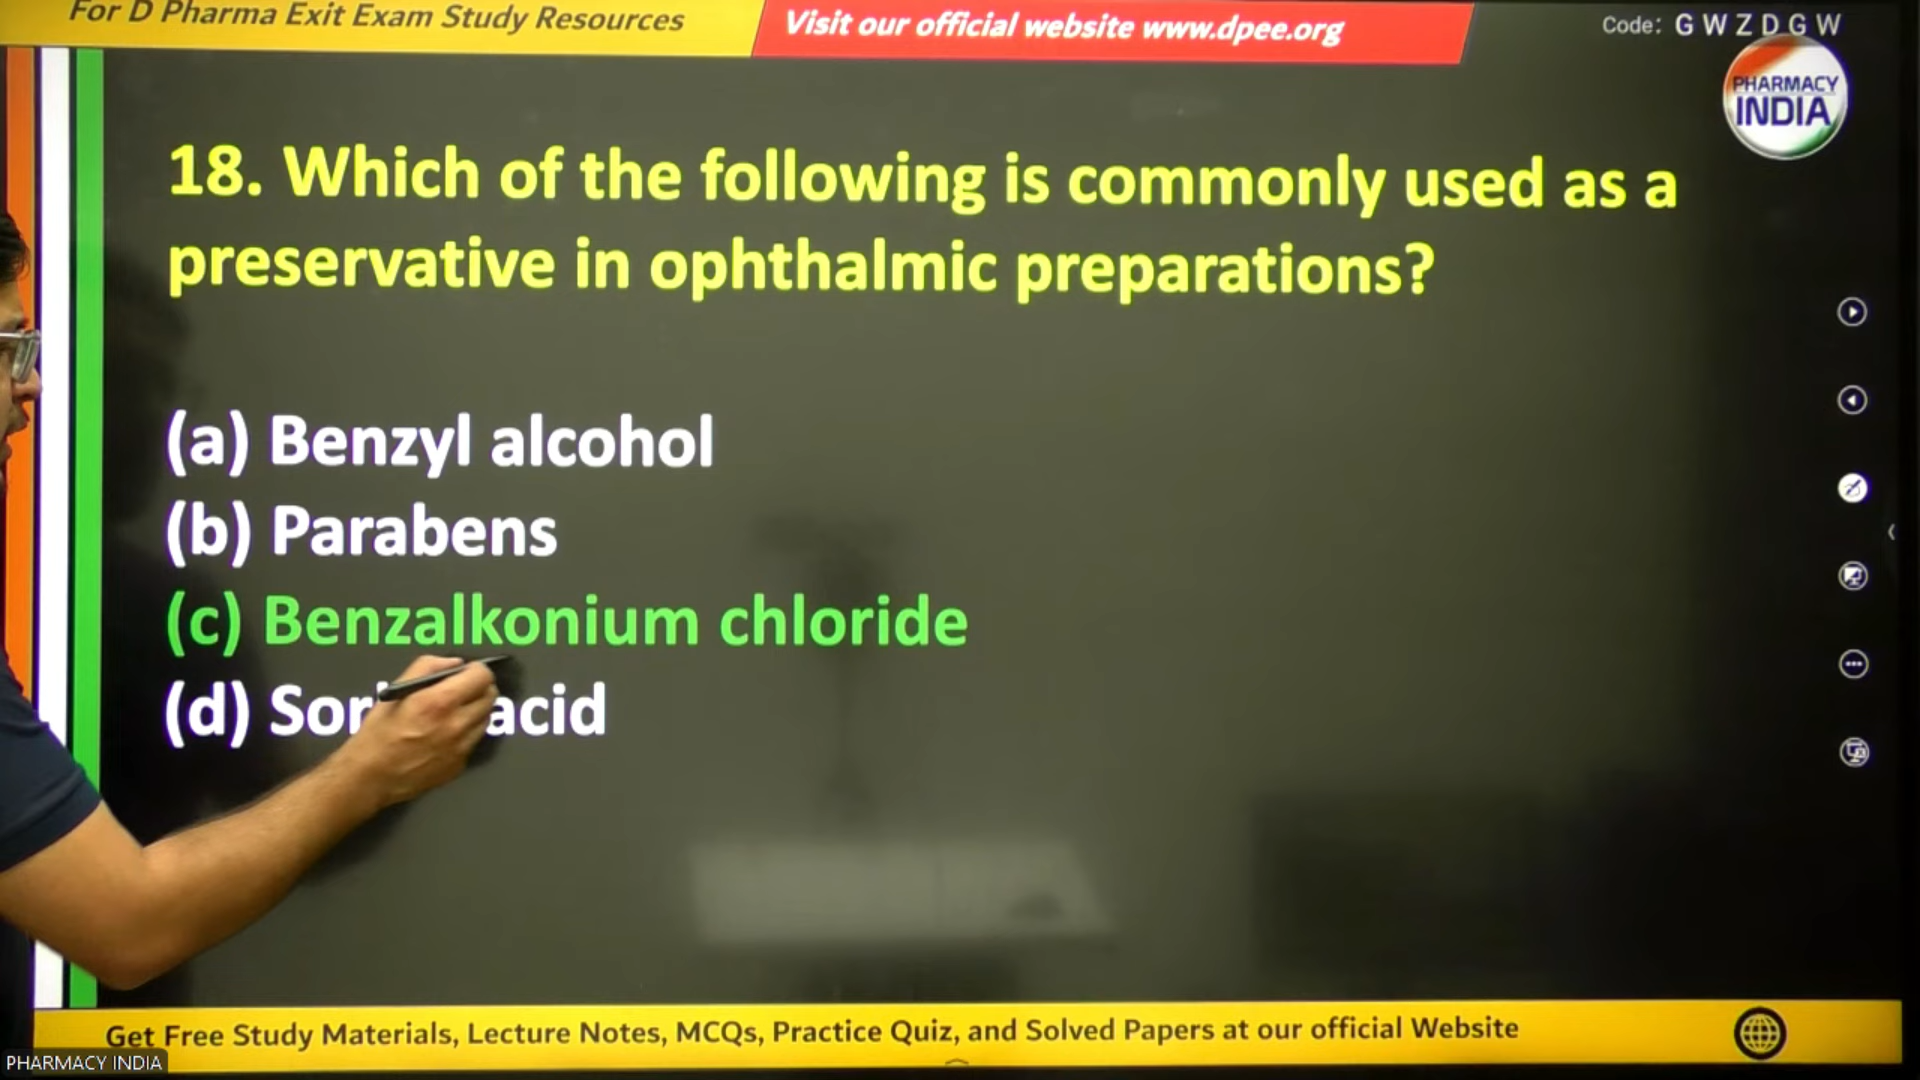 For D Pharma Exit Exam Study Resources
Visit our official website www.dpee.org
Code: G W Z D G W
PHARMACY
INDIA
18. Which of the following is commonly used as a
preservative in ophthalmic preparations?
(a) Benzyl alcohol
(b) Parabens
(c) Benzalkonium chloride
(d) acid
Get Free Study Materials, Lecture Notes, MCQs, Practice Quiz, and Solved Papers at our official Website
PHARMACY INDIA